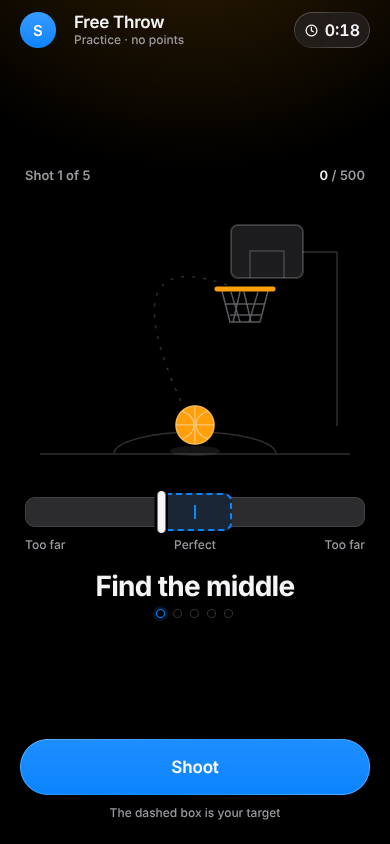 S
Free Throw
0:18
Practice · no points
Shot 1 of 5
0 / 500
Too far
Perfect
Too far
Find the middle
Shoot
The dashed box is your target